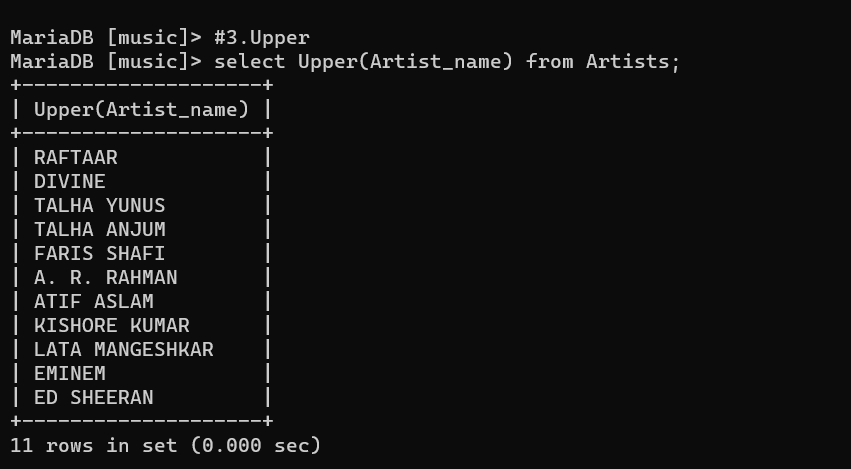 MariaDB [music]> #3.Upper
MariaDB [music]> select Upper(Artist_name) from Artists;
+--------------------+
| Upper(Artist_name) |
+--------------------+
| RAFTAAR            |
| DIVINE             |
| TALHA YUNUS        |
| TALHA ANJUM        |
| FARIS SHAFI        |
| A. R. RAHMAN       |
| ATIF ASLAM         |
| KISHORE KUMAR      |
| LATA MANGESHKAR    |
| EMINEM             |
| ED SHEERAN         |
+--------------------+
11 rows in set (0.000 sec)